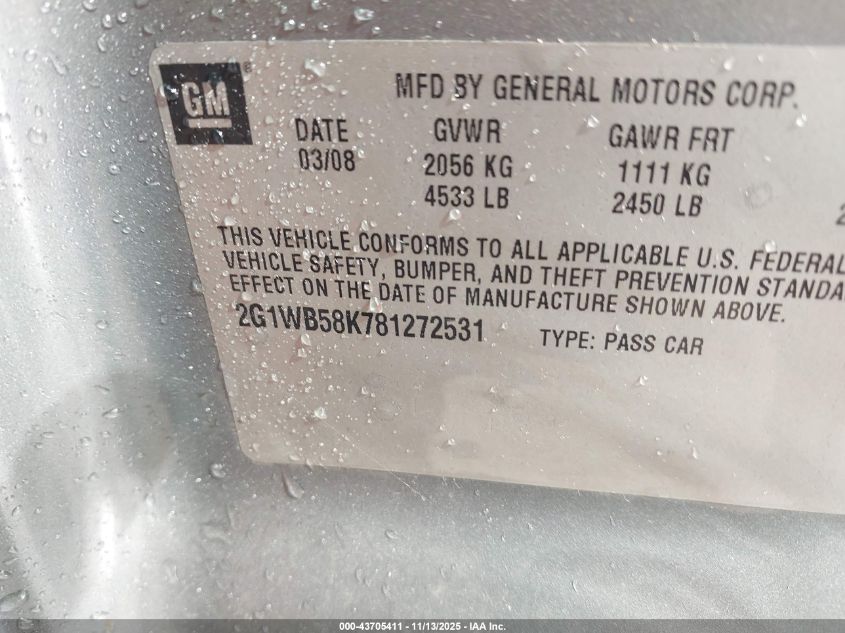 GM ®
MFD BY GENERAL MOTORS CORP.
DATE GVWR GAWR FRT
03/08 2056 KG 1111 KG
4533 LB 2450 LB 2
THIS VEHICLE CONFORMS TO ALL APPLICABLE U.S. FEDERAL
VEHICLE SAFETY, BUMPER, AND THEFT PREVENTION STANDA
EFFECT ON THE DATE OF MANUFACTURE SHOWN ABOVE.
2G1WB58K781272531 TYPE: PASS CAR
000-43705411 - 11/13/2025 - IAA Inc.